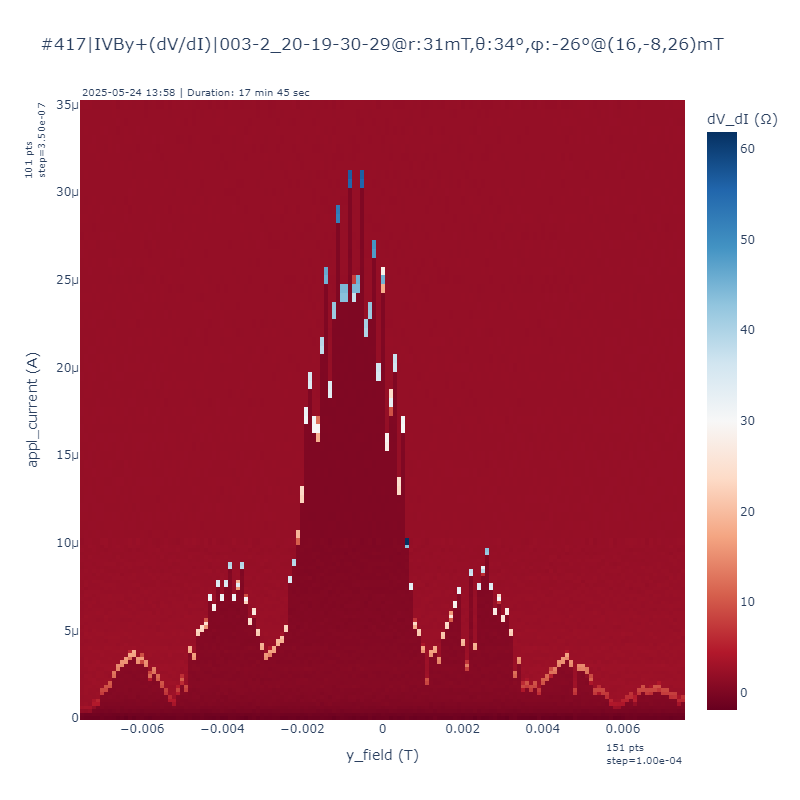 #417|IVBy+(dV/dI)|003-2_20-19-30-29@r:31mT,θ:34°,φ:-26°@(16,-8,26)mT
2025-05-24 13:58 | Duration: 17 min 45 sec
101 pts
step=3.50e-07
appl_current (A)
35μ
30μ
25μ
20μ
15μ
10μ
5μ
0
−0.006
−0.004
−0.002
0
0.002
0.004
0.006
y_field (T)
151 pts
step=1.00e-04
dV_dI (Ω)
60
50
40
30
20
10
0